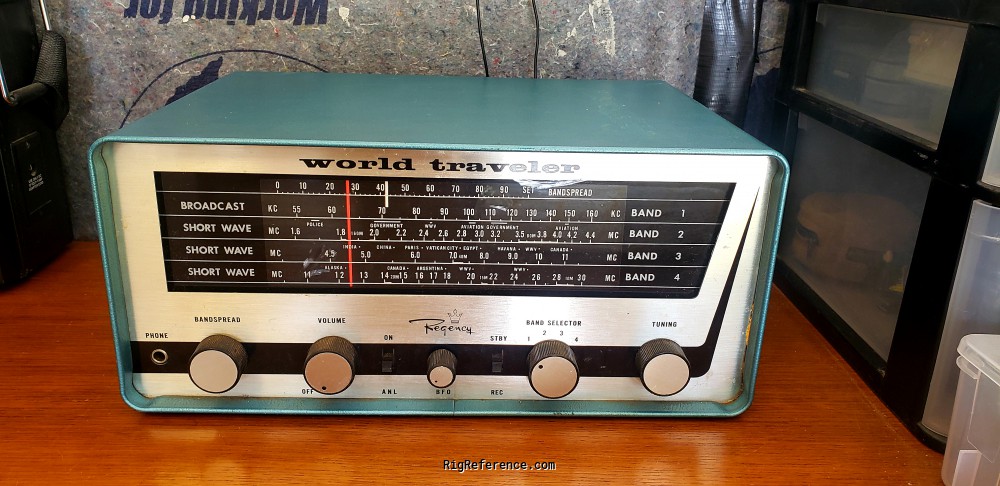 Working for
world traveler
0 10 20 30 40 50 60 70 80 90 SET BANDSPREAD
BROADCAST KC 55 60 70 80 90 100 110 120 130 140 150 160 KC BAND 1
POLICE GOVERNMENT WWV AVIATION GOVERNMENT AVIATION
SHORT WAVE MC 1.6 1.8 160M 2.0 2.2 2.4 2.6 2.8 3.0 3.2 3.5 80M 3.8 4.0 4.2 4.4 MC BAND 2
CHINA • PARIS • VATICAN CITY • EGYPT • HAVANA • WWV • CANADA •
SHORT WAVE MC 4.5 5.0 6.0 7.0 40M 8.0 9.0 10 11 MC BAND 3
ALASKA • CANADA • ARGENTINA • WWV • WWV •
SHORT WAVE MC 11 12 13 14 20M 15 16 17 18 20 15M 22 24 26 28 10M 30 MC BAND 4
Regency
PHONE
BANDSPREAD
VOLUME
OFF
ON
ANL
BFO
STBY
REC
BAND SELECTOR
1 2 3 4
TUNING
RigReference.com